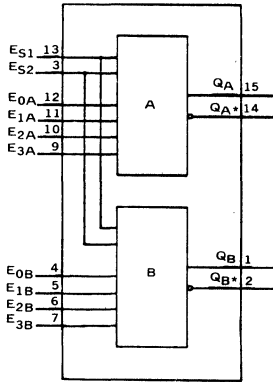 ES1 13
ES2 3
E0A 12
E1A 11
E2A 10
E3A 9
A
QA 15
QA* 14
E0B 4
E1B 5
E2B 6
E3B 7
B
QB 1
QB* 2